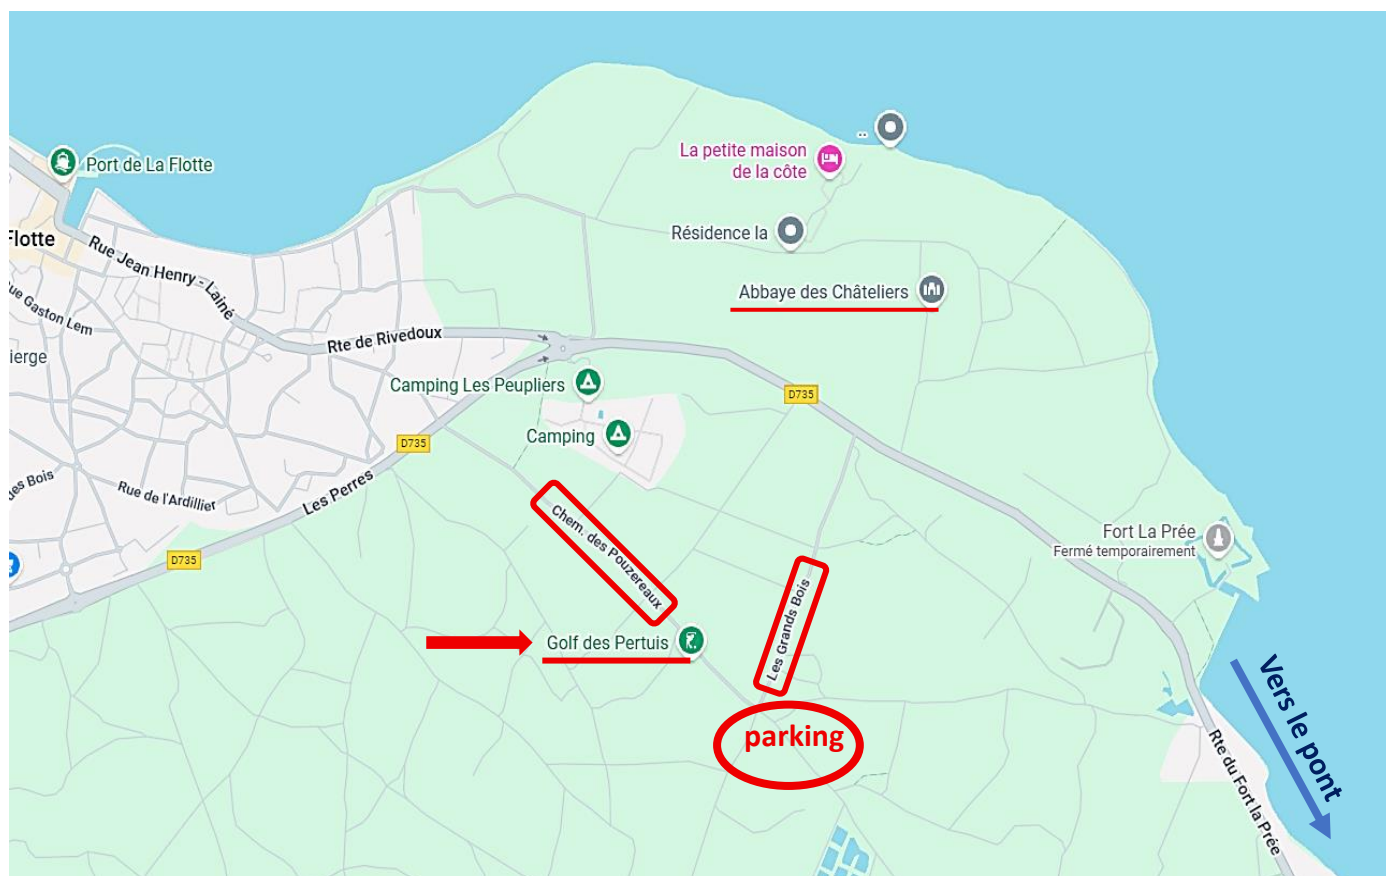 Port de La Flotte
La petite maison
de la côte
..
Flotte
Résidence la
Rue Jean Henry - Lainé
Abbaye des Châteliers
ue Gaston Lem
Rte de Rivedoux
ierge
Camping Les Peupliers
D735
D735
Camping
es Bois
Rue de l'Ardillier
Les Perres
Chem. des Pouzereaux
Fort La Prée
Fermé temporairement
D735
Les Grands Bois
Golf des Pertuis
Vers le pont
parking
Rte du Fort la Prée